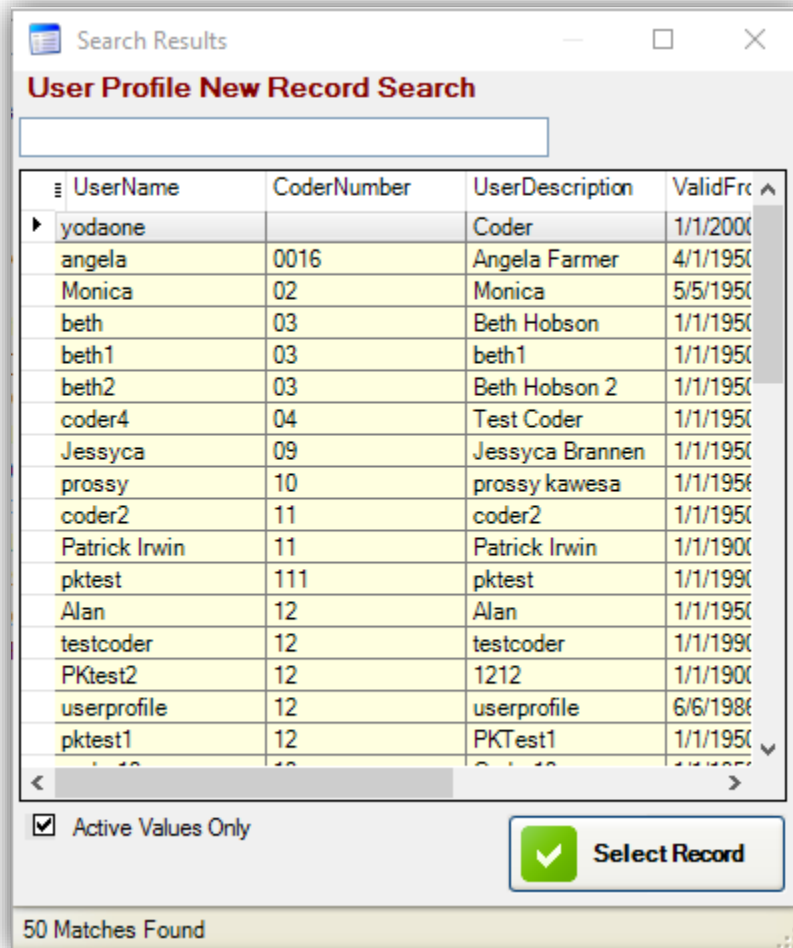 Search Results
User Profile New Record Search
UserName CoderNumber UserDescription ValidFro
yodaone Coder 1/1/2000
angela 0016 Angela Farmer 4/1/1950
Monica 02 Monica 5/5/1950
beth 03 Beth Hobson 1/1/1950
beth1 03 beth1 1/1/1950
beth2 03 Beth Hobson 2 1/1/1950
coder4 04 Test Coder 1/1/1950
Jessyca 09 Jessyca Brannen 1/1/1950
prossy 10 prossy kawesa 1/1/1956
coder2 11 coder2 1/1/1950
Patrick Irwin 11 Patrick Irwin 1/1/1900
pktest 111 pktest 1/1/1990
Alan 12 Alan 1/1/1950
testcoder 12 testcoder 1/1/1990
PKtest2 12 1212 1/1/1900
userprofile 12 userprofile 6/6/1986
pktest1 12 PKTest1 1/1/1950
Active Values Only
Select Record
50 Matches Found